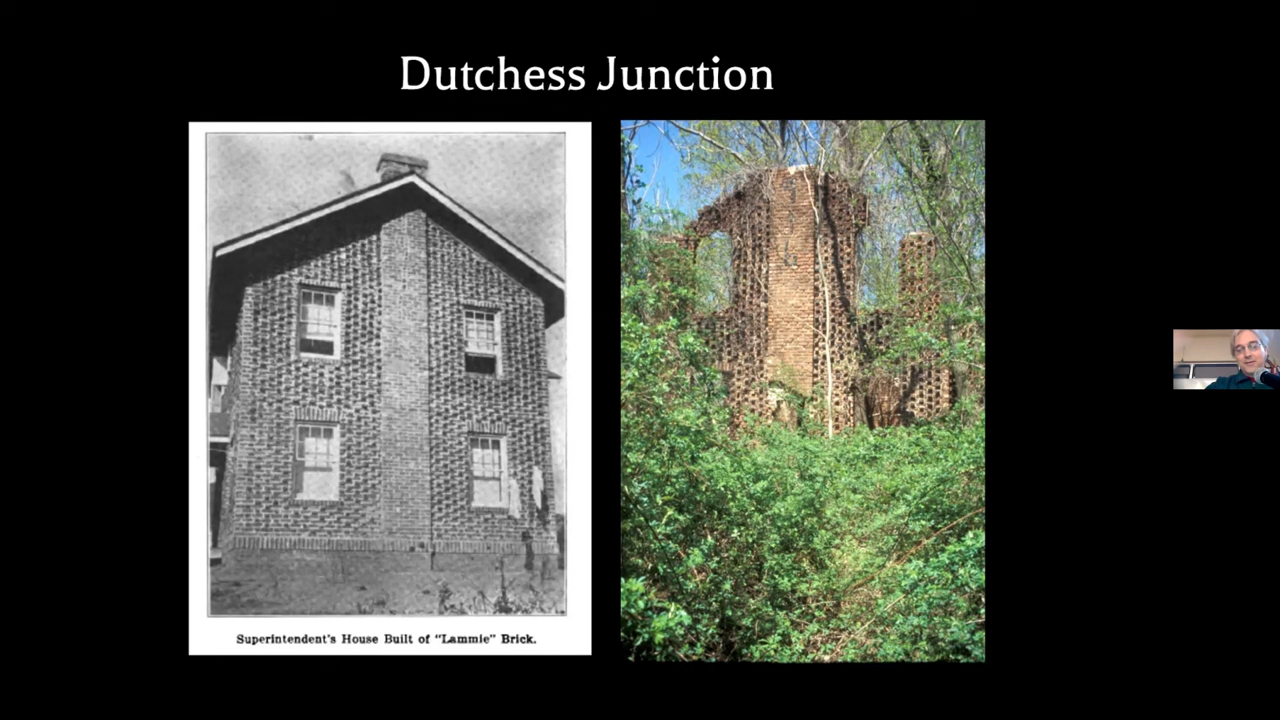 Dutchess Junction
Superintendent's House Built of "Lammie" Brick.